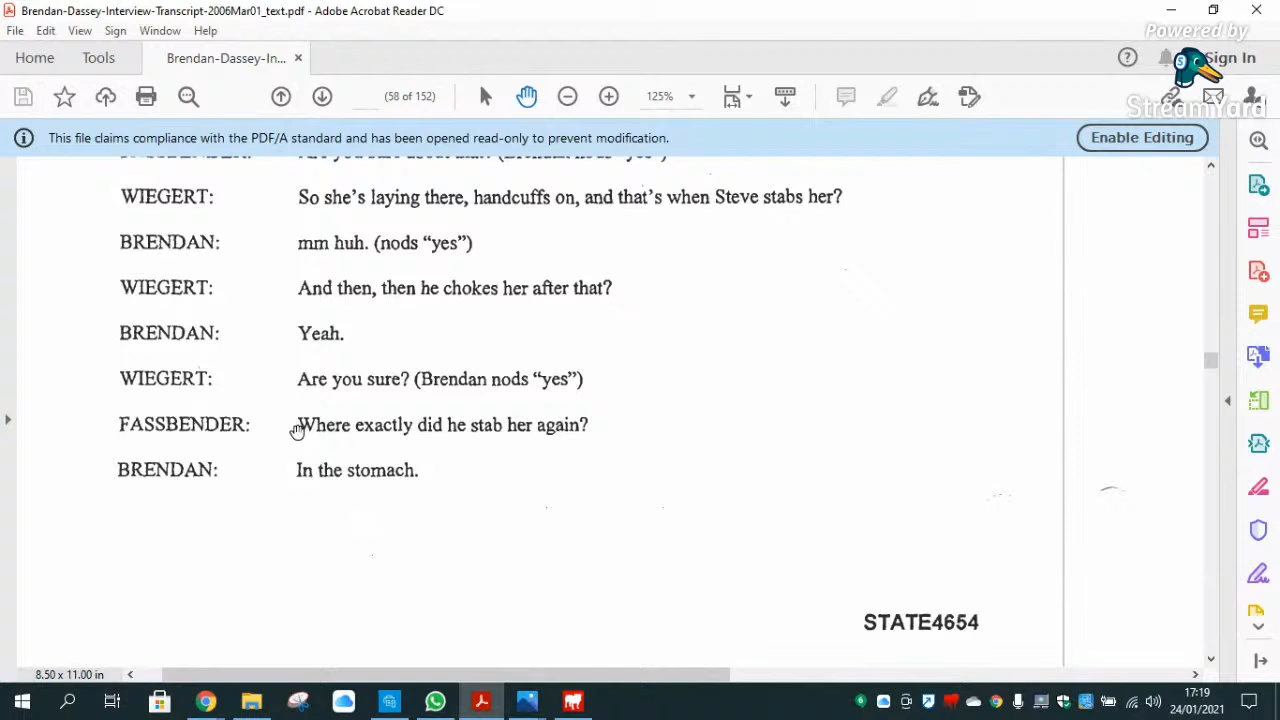 Brendan-Dassey-Interview-Transcript-2006Mar01_text.pdf - Adobe Acrobat Reader DC
File Edit View Sign Window Help
Powered by
Home Tools Brendan-Dassey-In... Sign In
StreamYard
(58 of 152) 125%
This file claims compliance with the PDF/A standard and has been opened read-only to prevent modification. Enable Editing
WIEGERT: So she's laying there, handcuffs on, and that's when Steve stabs her?
BRENDAN: mm huh. (nods “yes”)
WIEGERT: And then, then he chokes her after that?
BRENDAN: Yeah.
WIEGERT: Are you sure? (Brendan nods “yes”)
FASSBENDER: Where exactly did he stab her again?
BRENDAN: In the stomach.
STATE4654
8.50 x 11.00 in
17:19
24/01/2021